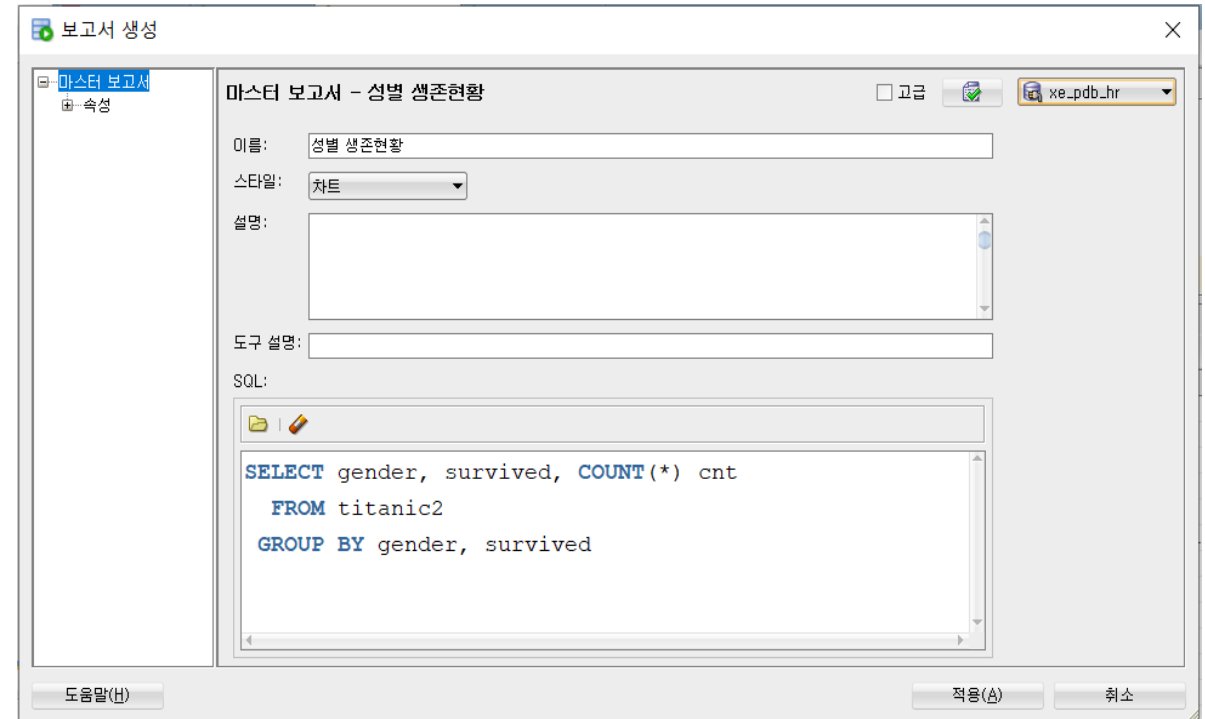 보고서 생성
마스터 보고서
속성
마스터 보고서 - 성별 생존현황
고급
xe_pdb_hr
이름:
성별 생존현황
스타일:
차트
설명:
도구 설명:
SQL:
SELECT gender, survived, COUNT(*) cnt
FROM titanic2
GROUP BY gender, survived
도움말(H)
적용(A)
취소